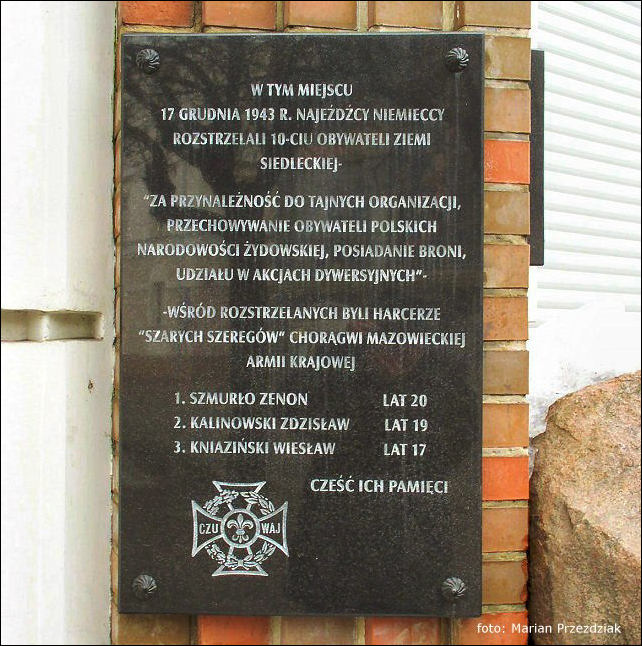 W TYM MIEJSCU
17 GRUDNIA 1943 R. NAJEŹDŹCY NIEMIECCY
ROZSTRZELALI 10-CIU OBYWATELI ZIEMI
SIEDLECKIEJ-
"ZA PRZYNALEŻNOŚĆ DO TAJNYCH ORGANIZACJI,
PRZECHOWYWANIE OBYWATELI POLSKICH
NARODOWOŚCI ŻYDOWSKIEJ, POSIADANIE BRONI,
UDZIAŁU W AKCJACH DYWERSYJNYCH"-
-WŚRÓD ROZSTRZELANYCH BYLI HARCERZE
"SZARYCH SZEREGÓW" CHORĄGWI MAZOWIECKIEJ
ARMII KRAJOWEJ
1. SZMURŁO ZENON LAT 20
2. KALINOWSKI ZDZISŁAW LAT 19
3. KNIAZIŃSKI WIESŁAW LAT 17
CZEŚĆ ICH PAMIĘCI
CZU WAJ
foto: Marian Przezdziak